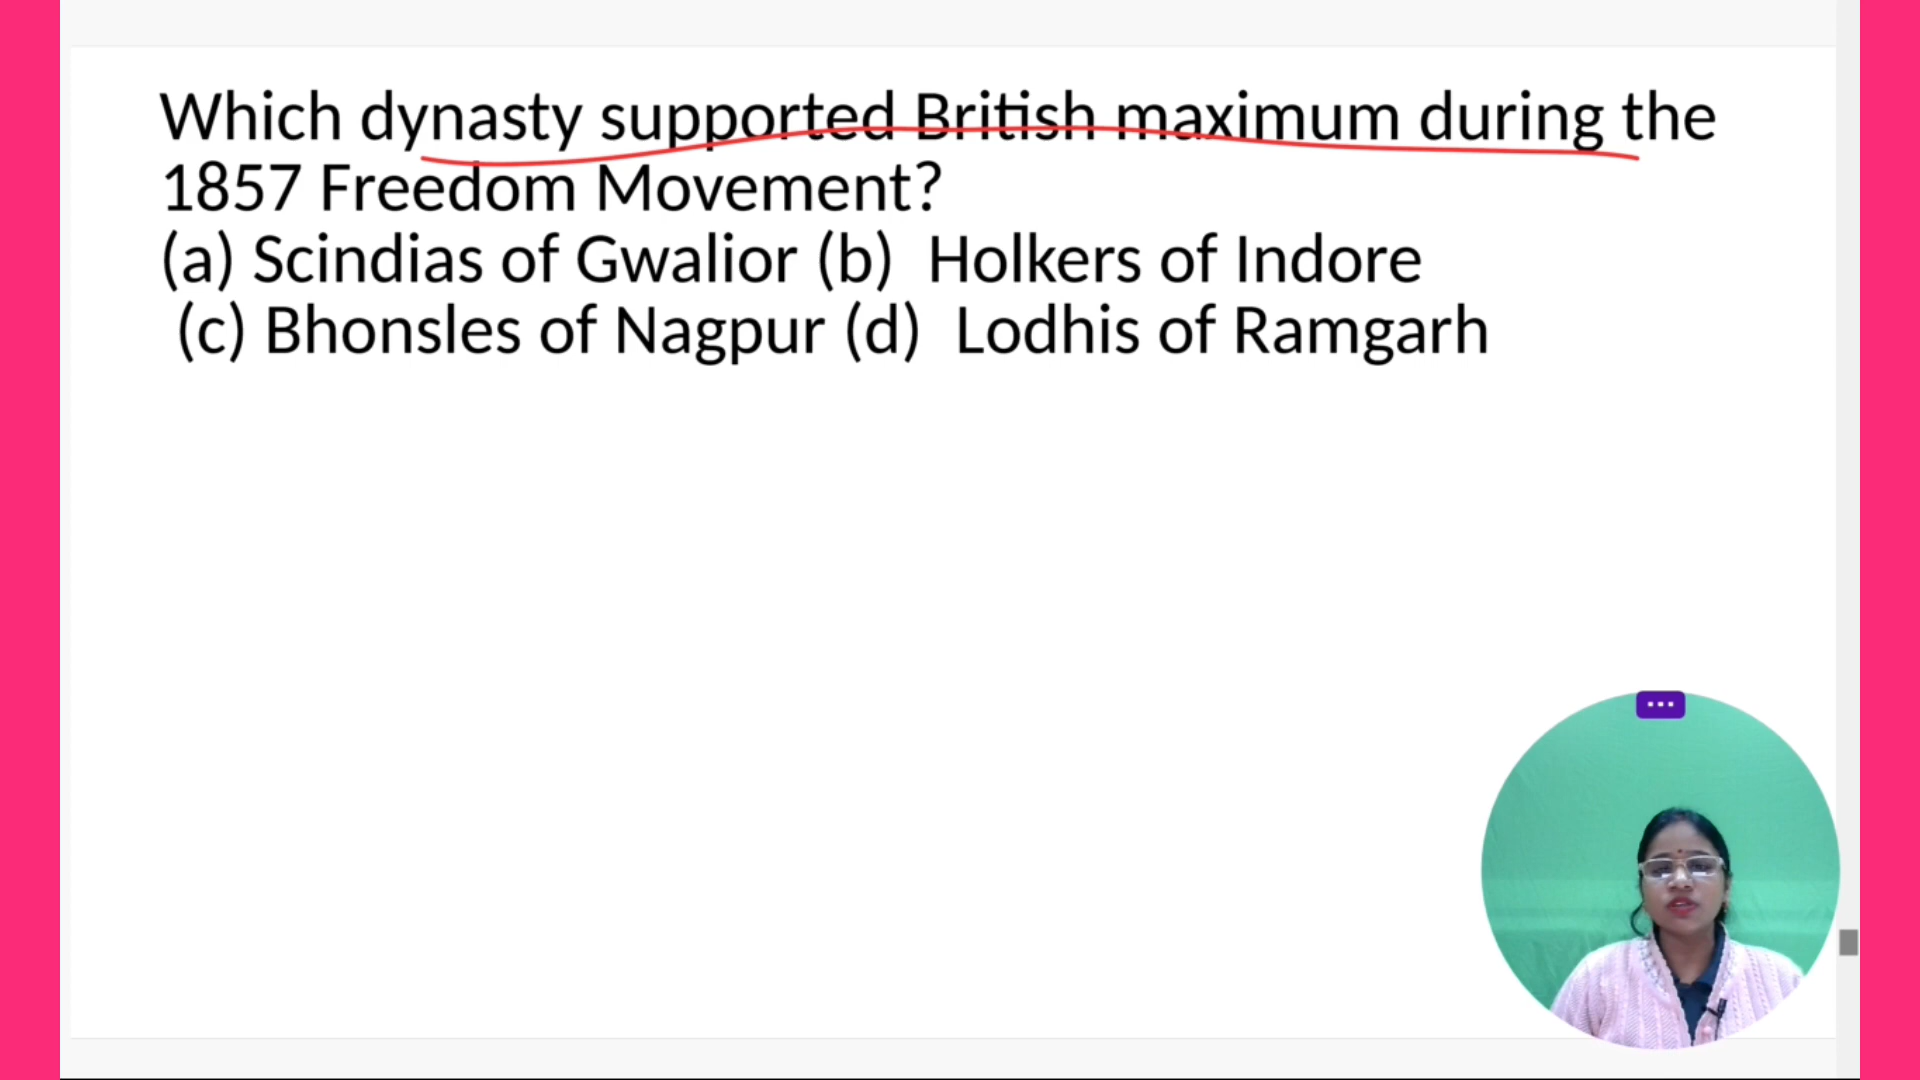 Which dynasty supported British maximum during the
1857 Freedom Movement?
(a) Scindias of Gwalior (b) Holkers of Indore
(c) Bhonsles of Nagpur (d) Lodhis of Ramgarh